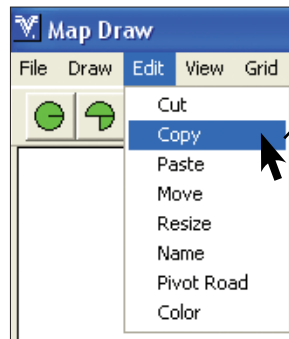 Map Draw
File Draw Edit View Grid
Cut
Copy
Paste
Move
Resize
Name
Pivot Road
Color